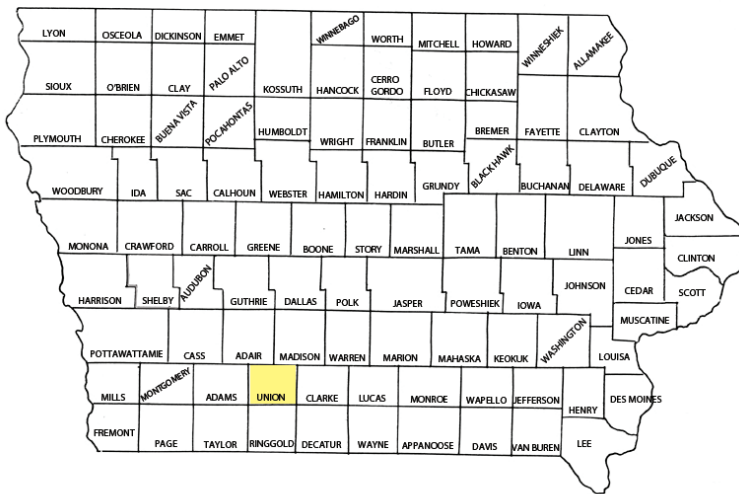 LYON OSCEOLA DICKINSON EMMET WINNEBAGO WORTH MITCHELL HOWARD WINNESHIEK ALLAMAKEE
SIOUX O'BRIEN CLAY PALO ALTO KOSSUTH HANCOCK CERRO GORDO FLOYD CHICKASAW
PLYMOUTH CHEROKEE BUENA VISTA POCAHONTAS HUMBOLDT WRIGHT FRANKLIN BUTLER BREMER FAYETTE CLAYTON
WOODBURY IDA SAC CALHOUN WEBSTER HAMILTON HARDIN GRUNDY BLACK HAWK BUCHANAN DELAWARE DUBUQUE
MONONA CRAWFORD CARROLL GREENE BOONE STORY MARSHALL TAMA BENTON LINN JONES JACKSON
HARRISON SHELBY AUDUBON GUTHRIE DALLAS POLK JASPER POWESHIEK IOWA JOHNSON CEDAR CLINTON SCOTT
MUSCATINE
POTTAWATTAMIE CASS ADAIR MADISON WARREN MARION MAHASKA KEOKUK WASHINGTON LOUISA
MILLS MONTGOMERY ADAMS UNION CLARKE LUCAS MONROE WAPELLO JEFFERSON HENRY DES MOINES
FREMONT PAGE TAYLOR RINGGOLD DECATUR WAYNE APPANOOSE DAVIS VAN BUREN LEE